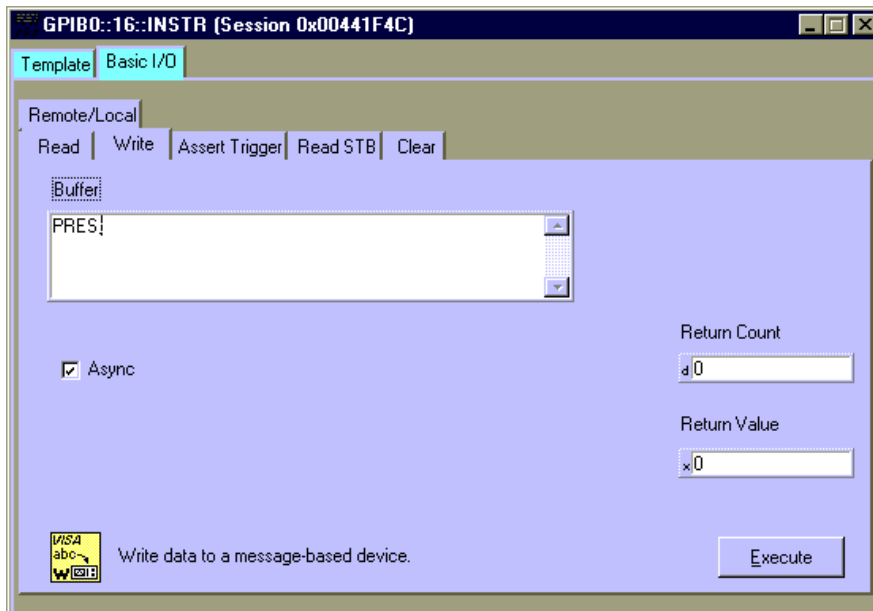 GPIB0::16::INSTR (Session 0x00441F4C)
Template Basic I/O
Remote/Local
Read Write Assert Trigger Read STB Clear
Buffer
PRES;
Async
Return Count
d 0
Return Value
x 0
VISA
abc
W
Write data to a message-based device.
Execute